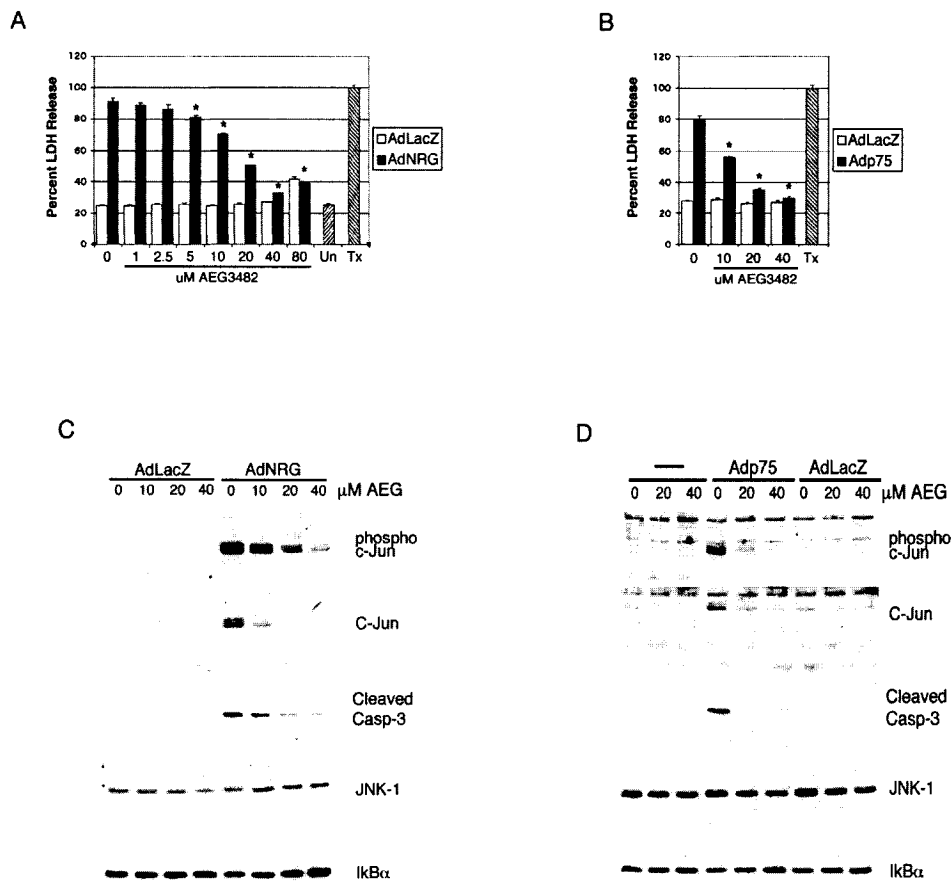 A
120
100
80
60
40
20
0
Percent LDH Release
* * * * *
0 1 2.5 5 10 20 40 80 Un Tx
uM AEG3482
AdLacZ
AdNRG
B
120
100
80
60
40
20
0
Percent LDH Release
* * *
0 10 20 40 Tx
uM AEG3482
AdLacZ
Adp75
C
AdLacZ AdNRG
0 10 20 40 0 10 20 40 μM AEG
phospho
c-Jun
C-Jun
Cleaved
Casp-3
JNK-1
IkBα
D
— Adp75 AdLacZ
0 20 40 0 20 40 0 20 40 μM AEG
phospho
c-Jun
C-Jun
Cleaved
Casp-3
JNK-1
IkBα